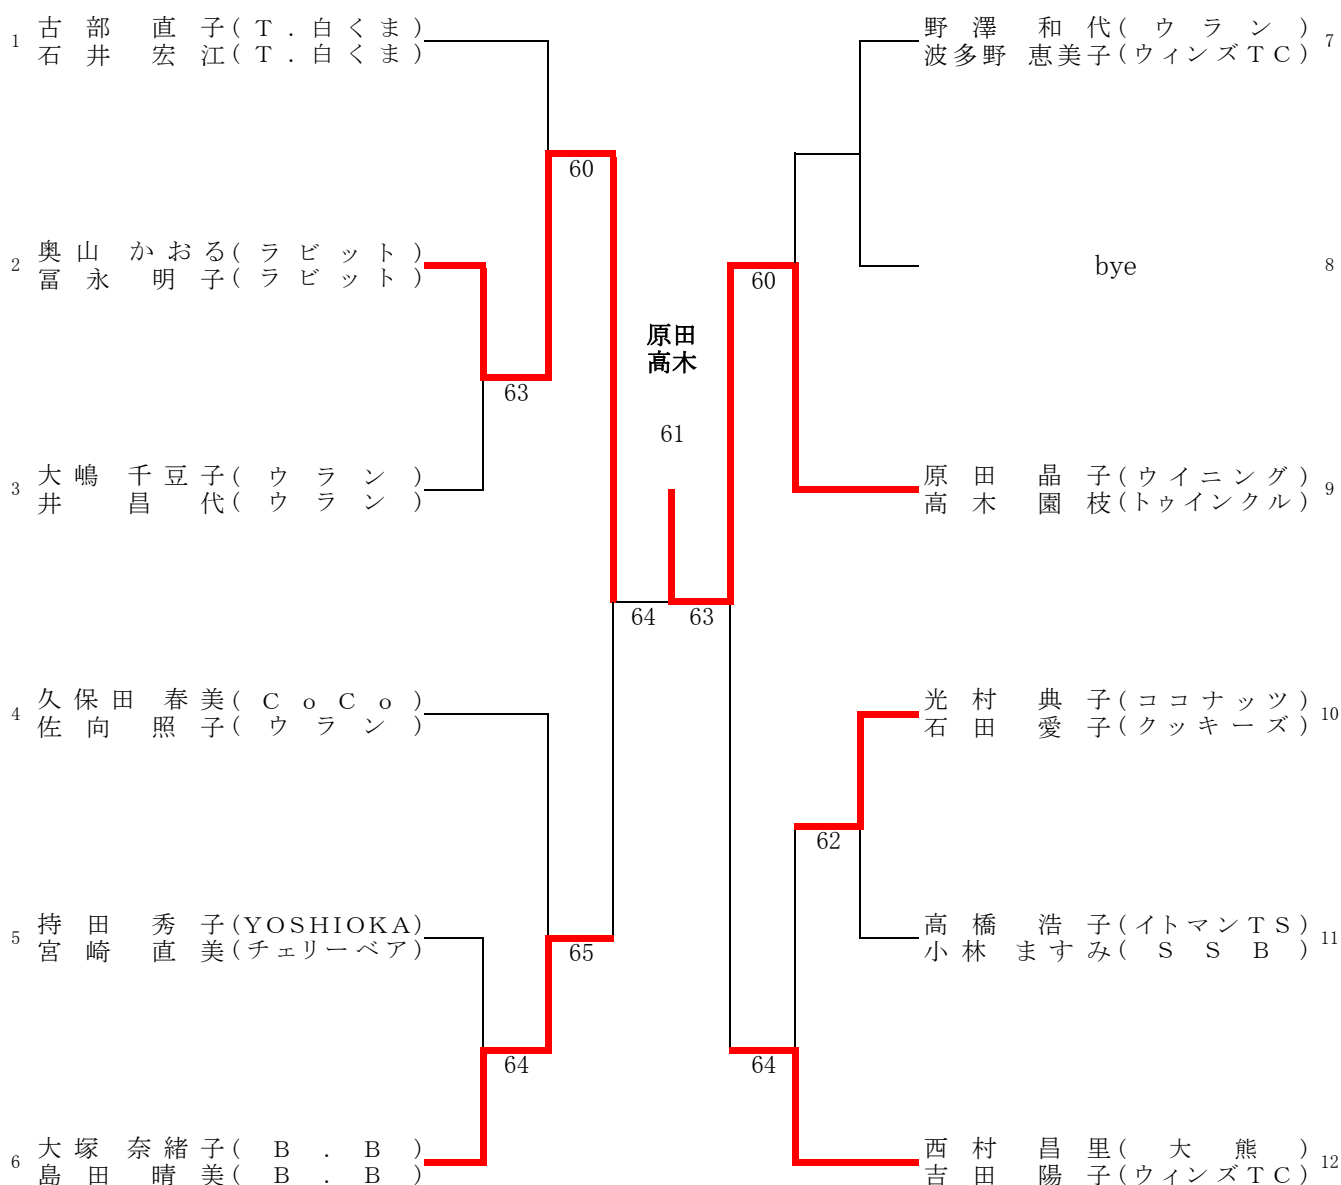 1 古部 直子(T.白くま)
石井 宏江(T.白くま)
60
2 奥山 かおる(ラビット)
冨永 明子(ラビット)
63
3 大嶋 千豆子(ウラン)
井 昌代(ウラン)
64
4 久保田 春美(CoCo)
佐向 照子(ウラン)
5 持田 秀子(YOSHIOKA)
宮崎 直美(チェリーベア)
65
64
6 大塚 奈緒子(B.B)
島田 晴美(B.B)
原田
高木
61
野澤 和代(ウラン) 7
波多野 恵美子(ウィンズTC)
bye 8
60
原田 晶子(ウイニング) 9
高木 園枝(トゥインクル)
63
光村 典子(ココナッツ) 10
石田 愛子(クッキーズ)
62
高橋 浩子(イトマンTS) 11
小林 ますみ(SSB)
64
西村 昌里(大熊) 12
吉田 陽子(ウィンズTC)